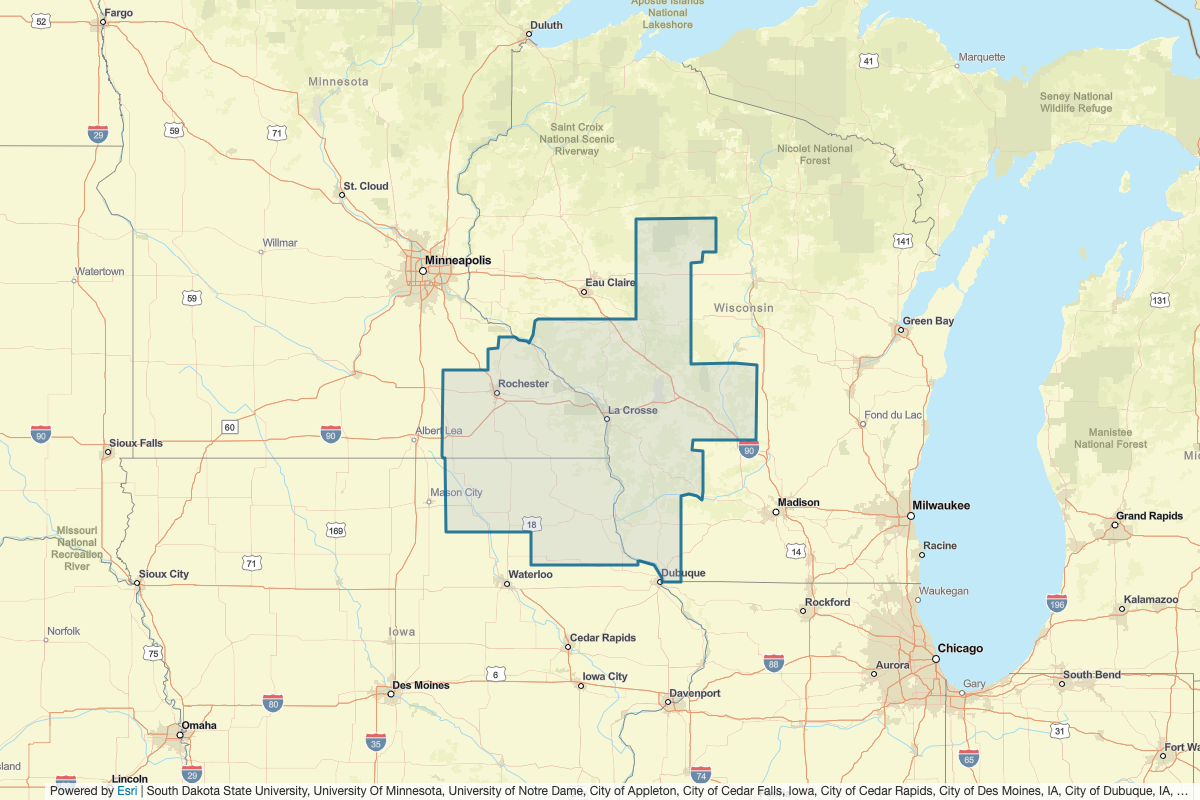 Apostle Islands
National
Lakeshore
52
Fargo
Duluth
41
Marquette
Minnesota
Seney National
Wildlife Refuge
29
59
71
Saint Croix
National Scenic
Riverway
Nicolet National
Forest
St. Cloud
Willmar
141
Minneapolis
Watertown
Eau Claire
59
131
Wisconsin
Green Bay
Rochester
La Crosse
Fond du Lac
60
90
90
Albert Lea
Sioux Falls
Manistee
National Forest
90
Mason City
Madison
Milwaukee
Grand Rapids
18
169
Missouri
National
Recreation
River
71
14
Racine
Sioux City
Waterloo
Dubuque
Waukegan
Rockford
196
Kalamazoo
Norfolk
Iowa
Cedar Rapids
75
Chicago
88
Aurora
6
Iowa City
South Bend
Des Moines
Gary
Davenport
80
Omaha
31
35
Fort Wa
65
29
74
Lincoln
Powered by Esri | South Dakota State University, University Of Minnesota, University of Notre Dame, City of Appleton, City of Cedar Falls, Iowa, City of Cedar Rapids, City of Des Moines, IA, City of Dubuque, IA, ...